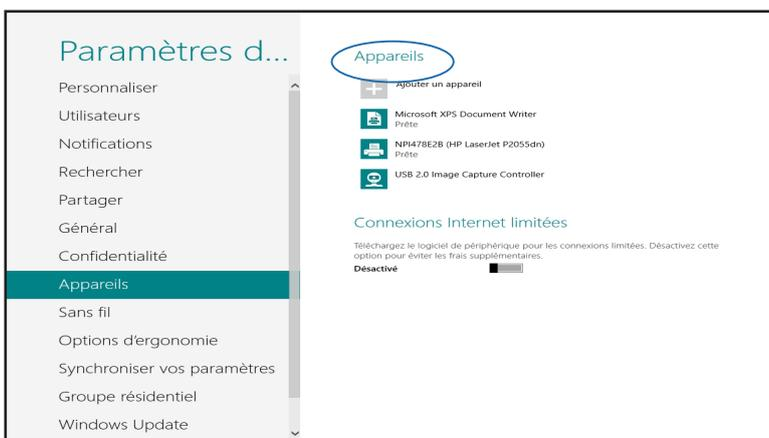 Paramètres d...
Personnaliser
Utilisateurs
Notifications
Rechercher
Partager
Général
Confidentialité
Appareils
Sans fil
Options d'ergonomie
Synchroniser vos paramètres
Groupe résidentiel
Windows Update
Appareils
Ajouter un appareil
Microsoft XPS Document Writer
Prête
NPI478E2B (HP LaserJet P2055dn)
Prête
USB 2.0 Image Capture Controller
Connexions Internet limitées
Téléchargez le logiciel de périphérique pour les connexions limitées. Désactivez cette
option pour éviter les frais supplémentaires.
Désactivé